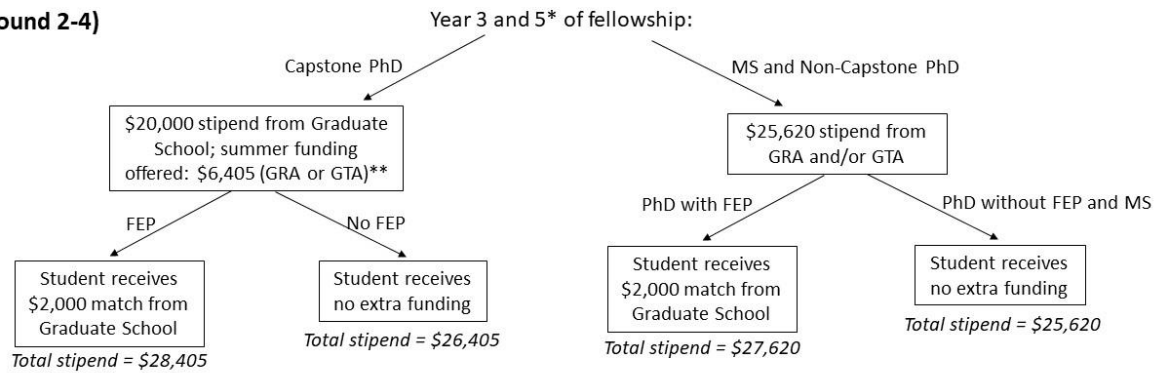 ound 2-4)
Year 3 and 5* of fellowship:
Capstone PhD
MS and Non-Capstone PhD
$20,000 stipend from Graduate
School; summer funding
offered: $6,405 (GRA or GTA)**
$25,620 stipend from
GRA and/or GTA
FEP
No FEP
PhD with FEP
PhD without FEP and MS
Student receives
$2,000 match from
Graduate School
Total stipend = $28,405
Student receives
no extra funding
Total stipend = $26,405
Student receives
$2,000 match from
Graduate School
Total stipend = $27,620
Student receives
no extra funding
Total stipend = $25,620